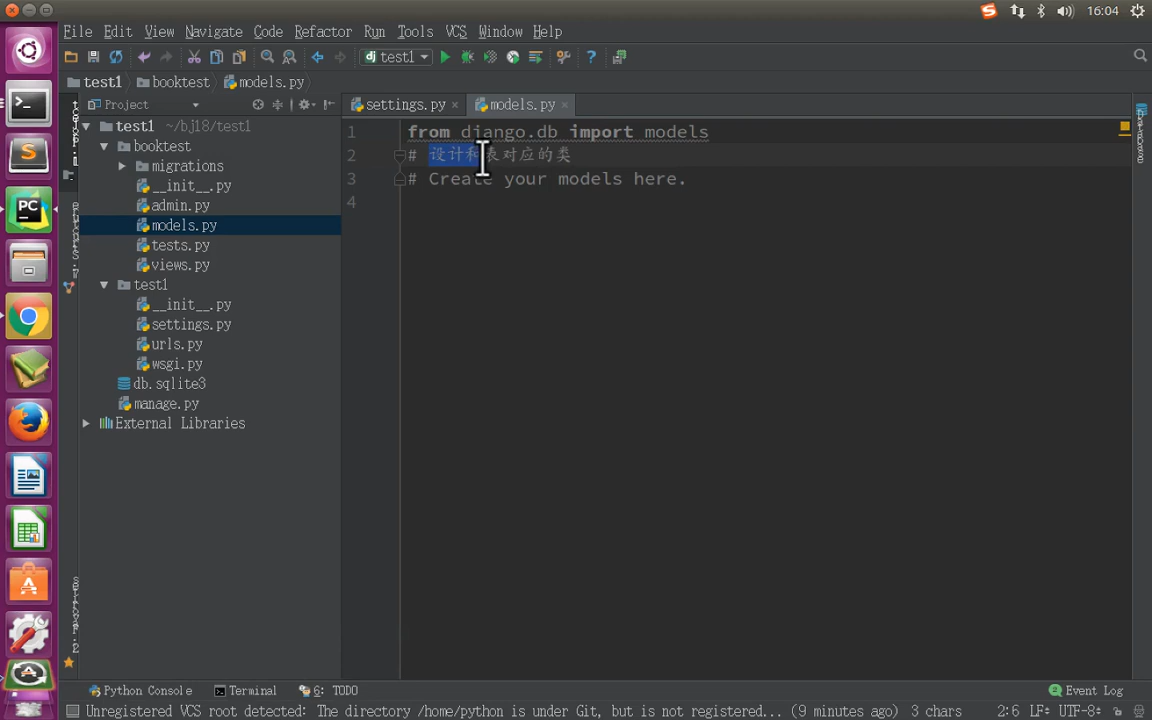 16:04
File Edit View Navigate Code Refactor Run Tools VCS Window Help
test1
test1 booktest models.py
Project
settings.py models.py
test1 ~/bj18/test1
booktest
migrations
__init__.py
admin.py
models.py
tests.py
views.py
test1
__init__.py
settings.py
urls.py
wsgi.py
db.sqlite3
manage.py
External Libraries
1 from django.db import models
2 # 设计和表对应的类
3 # Create your models here.
4
Python Console Terminal 6: TODO Event Log
Unregistered VCS root detected: The directory /home/python is under Git, but is not registered... (9 minutes ago) 3 chars 2:6 LF÷ UTF-8÷